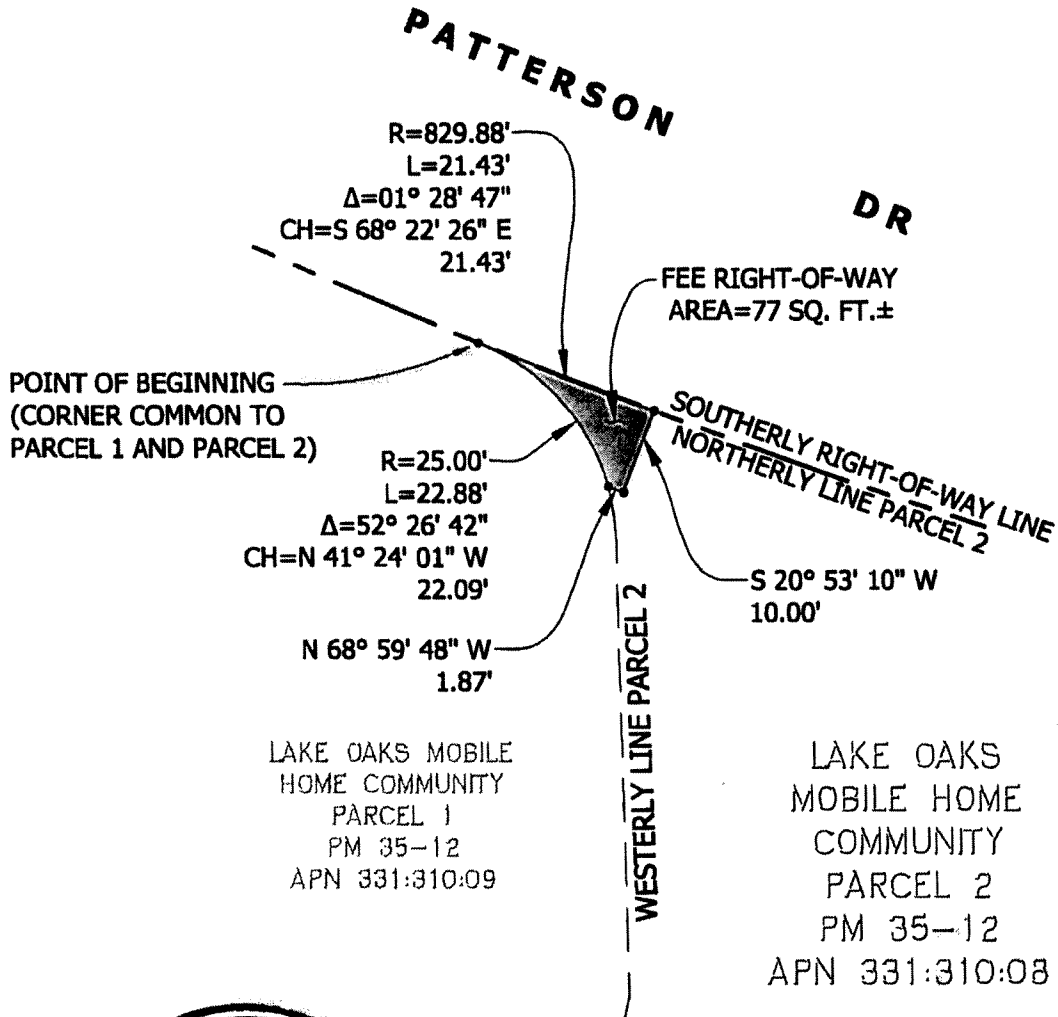 PATTERSON
DR
R=829.88'
L=21.43'
Δ=01° 28' 47"
CH=S 68° 22' 26" E
21.43'
FEE RIGHT-OF-WAY
AREA=77 SQ. FT.±
POINT OF BEGINNING
(CORNER COMMON TO
PARCEL 1 AND PARCEL 2)
SOUTHERLY RIGHT-OF-WAY LINE
NORTHERLY LINE PARCEL 2
R=25.00'
L=22.88'
Δ=52° 26' 42"
CH=N 41° 24' 01" W
22.09'
S 20° 53' 10" W
10.00'
N 68° 59' 48" W
1.87'
WESTERLY LINE PARCEL 2
LAKE OAKS MOBILE
HOME COMMUNITY
PARCEL 1
PM 35-12
APN 331:310:09
LAKE OAKS
MOBILE HOME
COMMUNITY
PARCEL 2
PM 35-12
APN 331:310:08